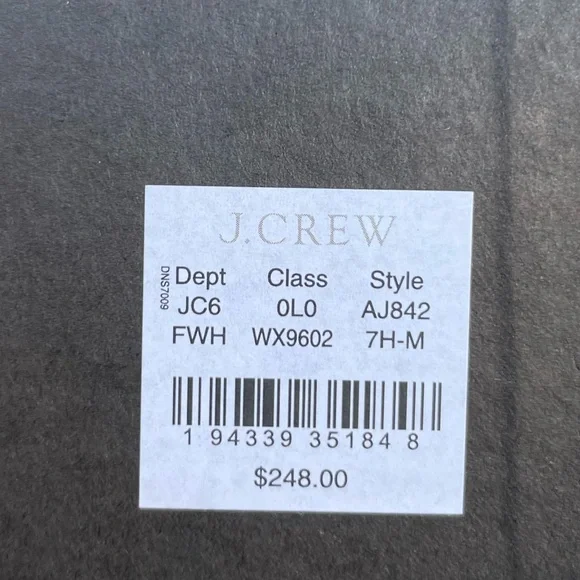 J.CREW
DNS7009
Dept Class Style
JC6 0L0 AJ842
FWH WX9602 7H-M
1 94339 35184 8
$248.00